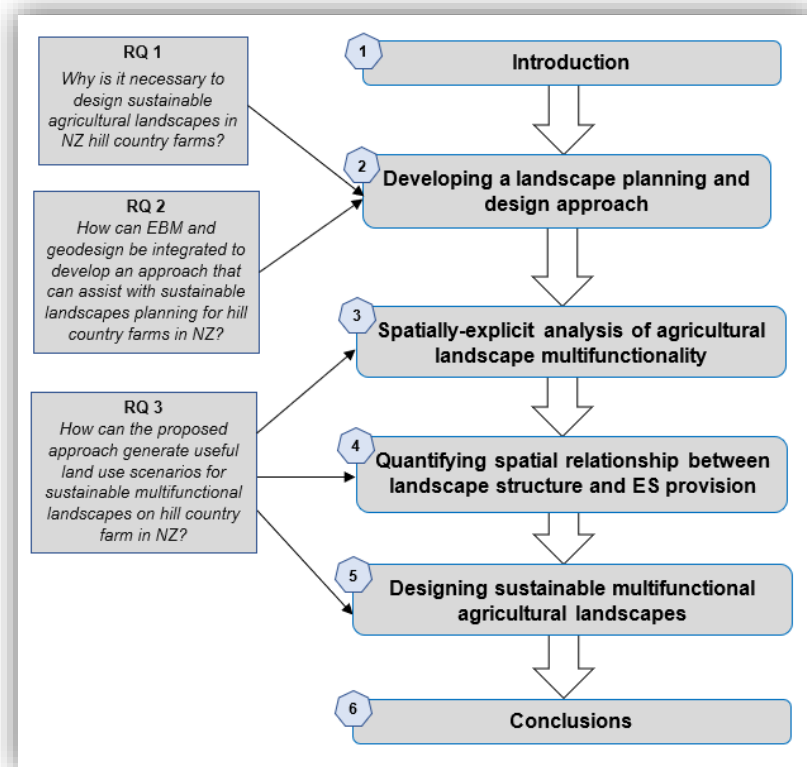 RQ 1
Why is it necessary to
design sustainable
agricultural landscapes in
NZ hill country farms?
RQ 2
How can EBM and
geodesign be integrated to
develop an approach that
can assist with sustainable
landscapes planning for hill
country farms in NZ?
RQ 3
How can the proposed
approach generate useful
land use scenarios for
sustainable multifunctional
landscapes on hill country
farm in NZ?
1
Introduction
2
Developing a landscape planning and
design approach
3
Spatially-explicit analysis of agricultural
landscape multifunctionality
4
Quantifying spatial relationship between
landscape structure and ES provision
5
Designing sustainable multifunctional
agricultural landscapes
6
Conclusions